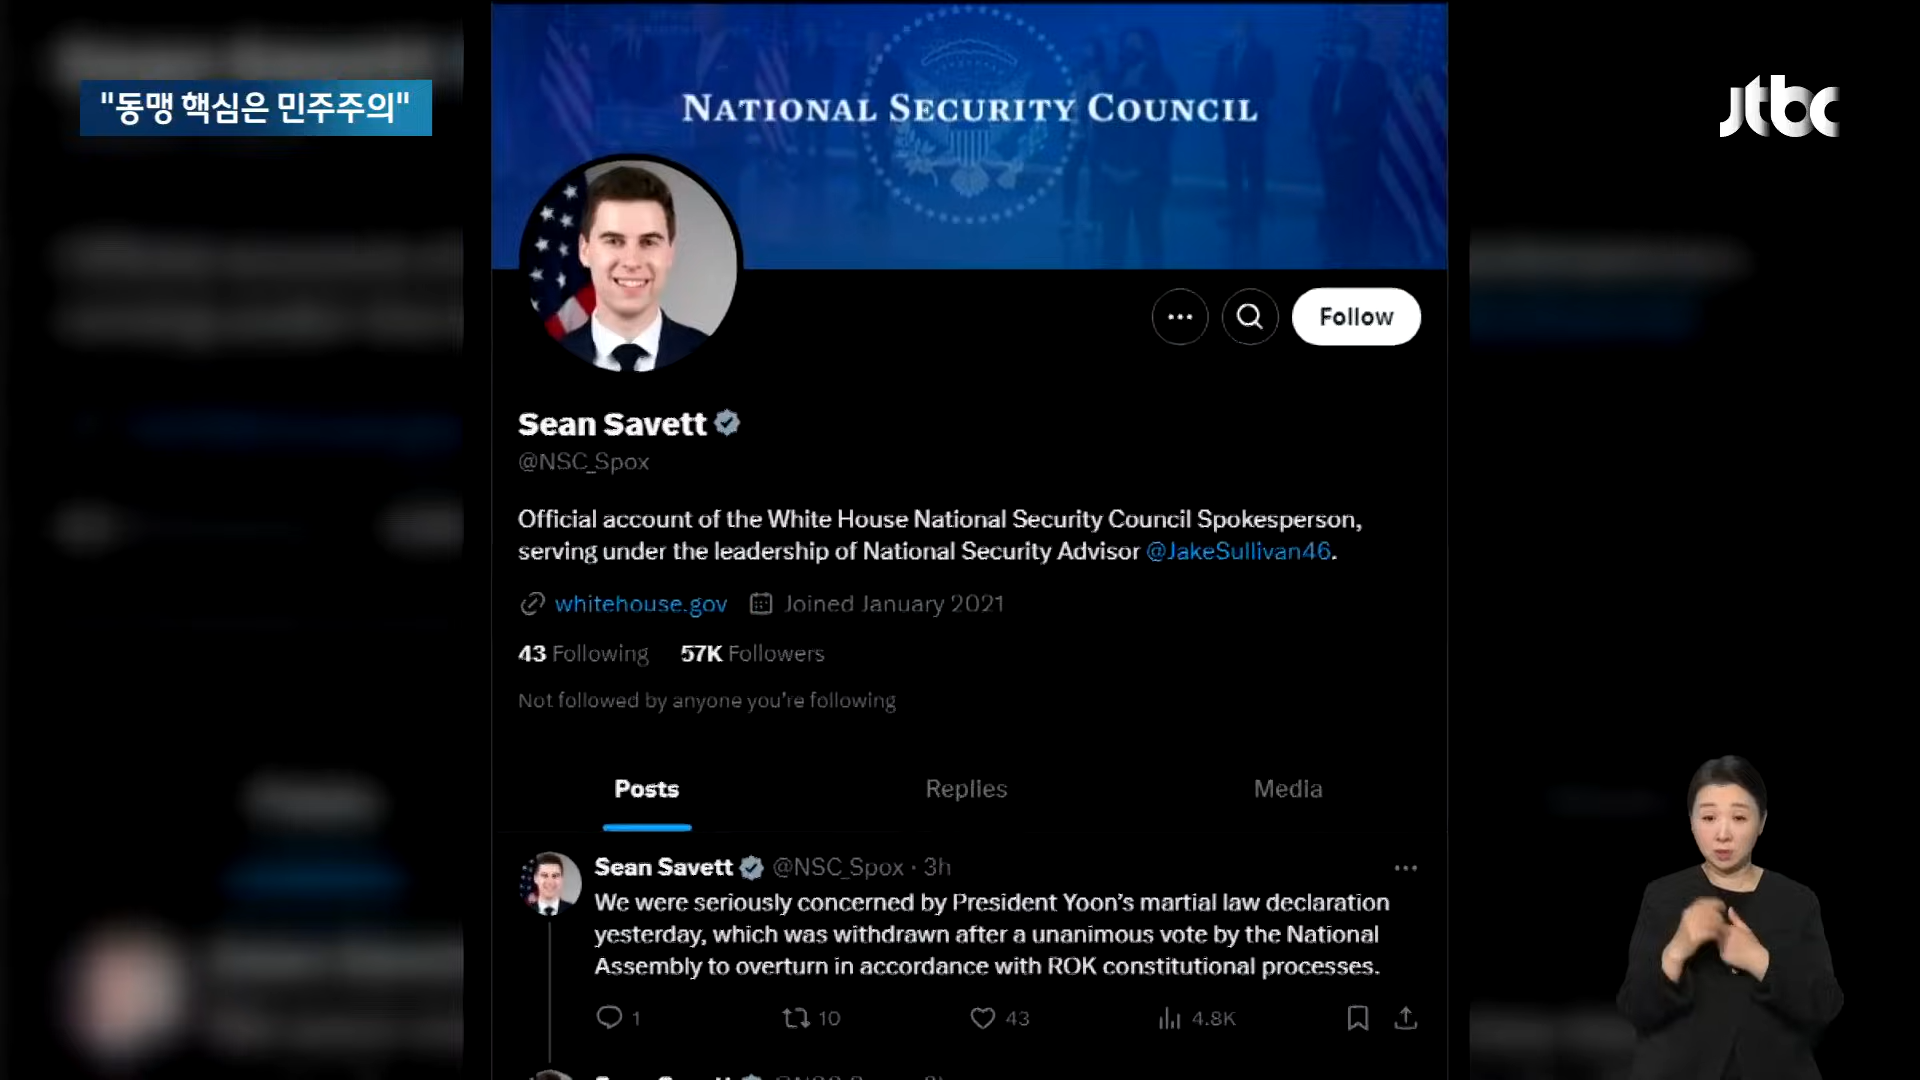 "동맹 핵심은 민주주의"
jtbc
NATIONAL SECURITY COUNCIL
Follow
Sean Savett
@NSC_Spox
Official account of the White House National Security Council Spokesperson,
serving under the leadership of National Security Advisor @JakeSullivan46.
whitehouse.gov Joined January 2021
43 Following 57K Followers
Not followed by anyone you're following
Posts Replies Media
Sean Savett @NSC_Spox · 3h
We were seriously concerned by President Yoon's martial law declaration
yesterday, which was withdrawn after a unanimous vote by the National
Assembly to overturn in accordance with ROK constitutional processes.
1 10 43 4.8K